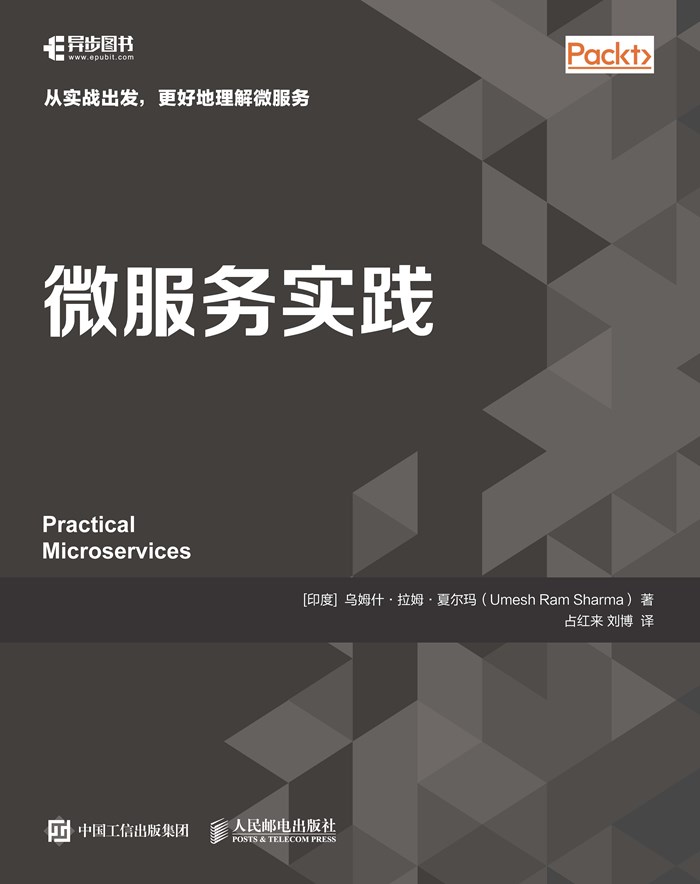 异步图书
www.epubit.com
Packt>
从实战出发，更好地理解微服务
微服务实践
Practical
Microservices
[印度] 乌姆什·拉姆·夏尔玛（Umesh Ram Sharma）著
占红来 刘博 译
中国工信出版集团
人民邮电出版社
POSTS & TELECOM PRESS